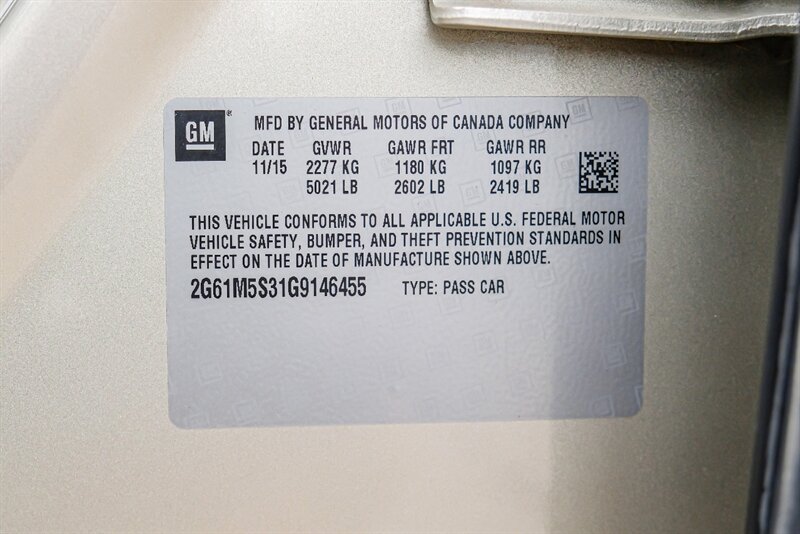 GM ® MFD BY GENERAL MOTORS OF CANADA COMPANY
DATE GVWR GAWR FRT GAWR RR
11/15 2277 KG 1180 KG 1097 KG
5021 LB 2602 LB 2419 LB
THIS VEHICLE CONFORMS TO ALL APPLICABLE U.S. FEDERAL MOTOR
VEHICLE SAFETY, BUMPER, AND THEFT PREVENTION STANDARDS IN
EFFECT ON THE DATE OF MANUFACTURE SHOWN ABOVE.
2G61M5S31G9146455 TYPE: PASS CAR